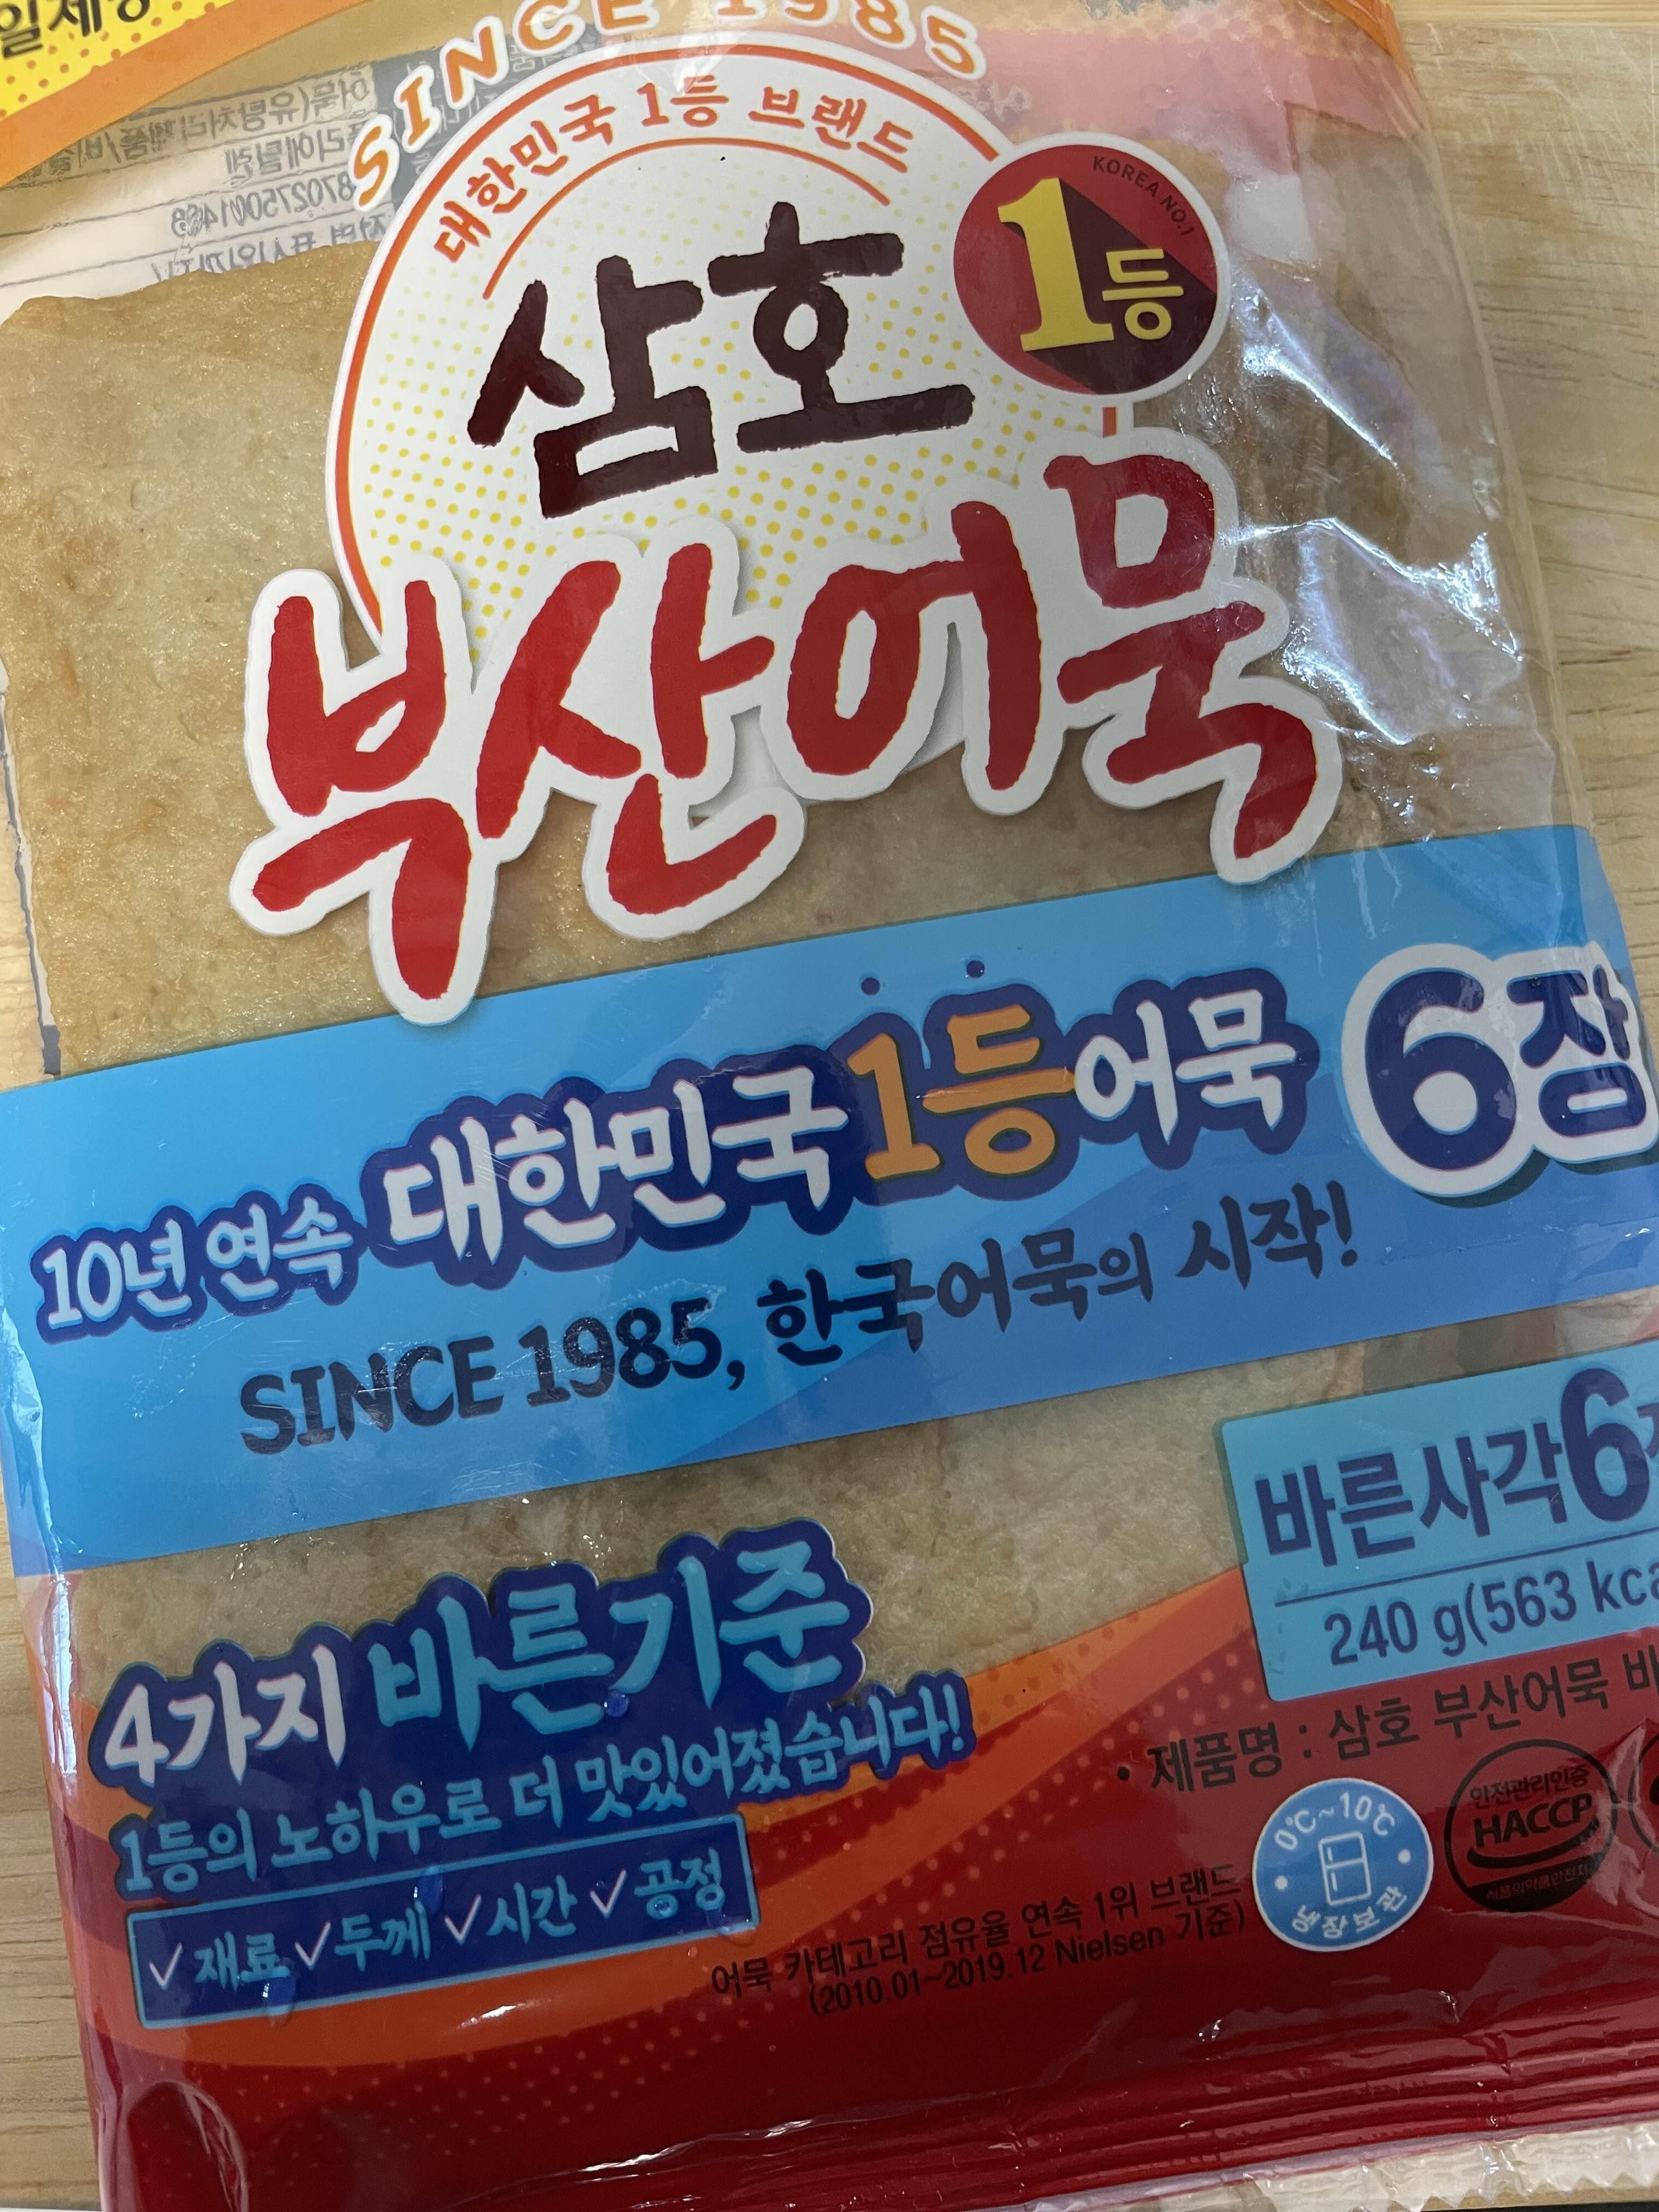 SINCE 1985
대한민국 1등 브랜드
KOREA NO.1
1등
삼호
부산어묵
10년 연속 대한민국1등어묵 6장
SINCE 1985, 한국어묵의 시작!
바른사각6
240 g(563 kca
4가지 바른기준
1등의 노하우로 더 맛있어졌습니다!
✓ 재료 ✓ 두께 ✓ 시간 ✓ 공정
• 제품명 : 삼호 부산어묵 바
0℃~10℃
냉장보관
안전관리인증
HACCP
어묵 카테고리 점유율 연속 1위 브랜드
(2010.01~2019.12 Nielsen 기준)